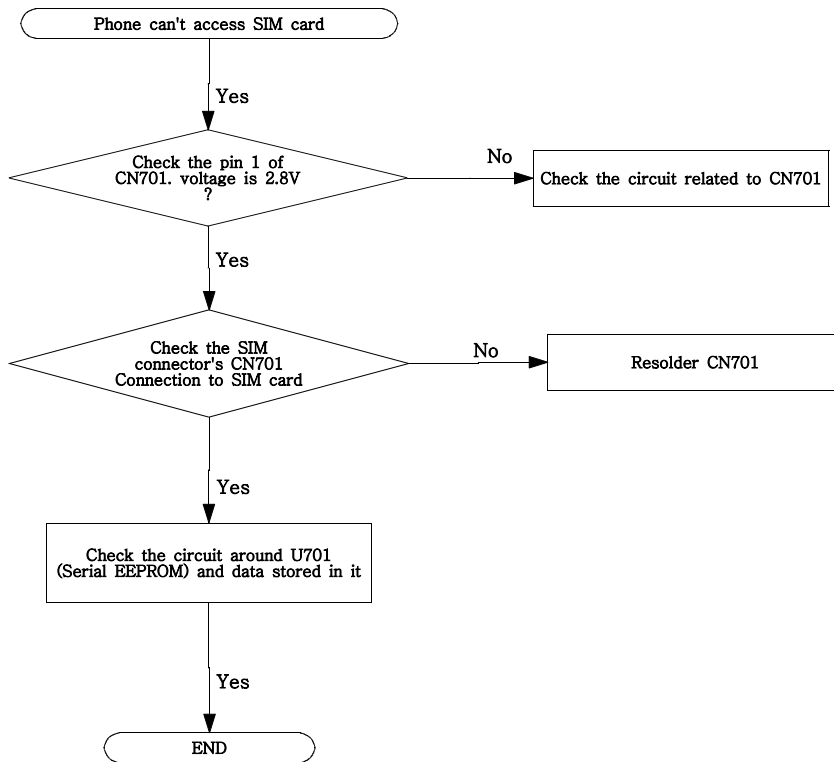 Phone can't access SIM card
Yes
Check the pin 1 of
CN701. voltage is 2.8V
?
No
Check the circuit related to CN701
Yes
Check the SIM
connector's CN701
Connection to SIM card
No
Resolder CN701
Yes
Check the circuit around U701
(Serial EEPROM) and data stored in it
Yes
END